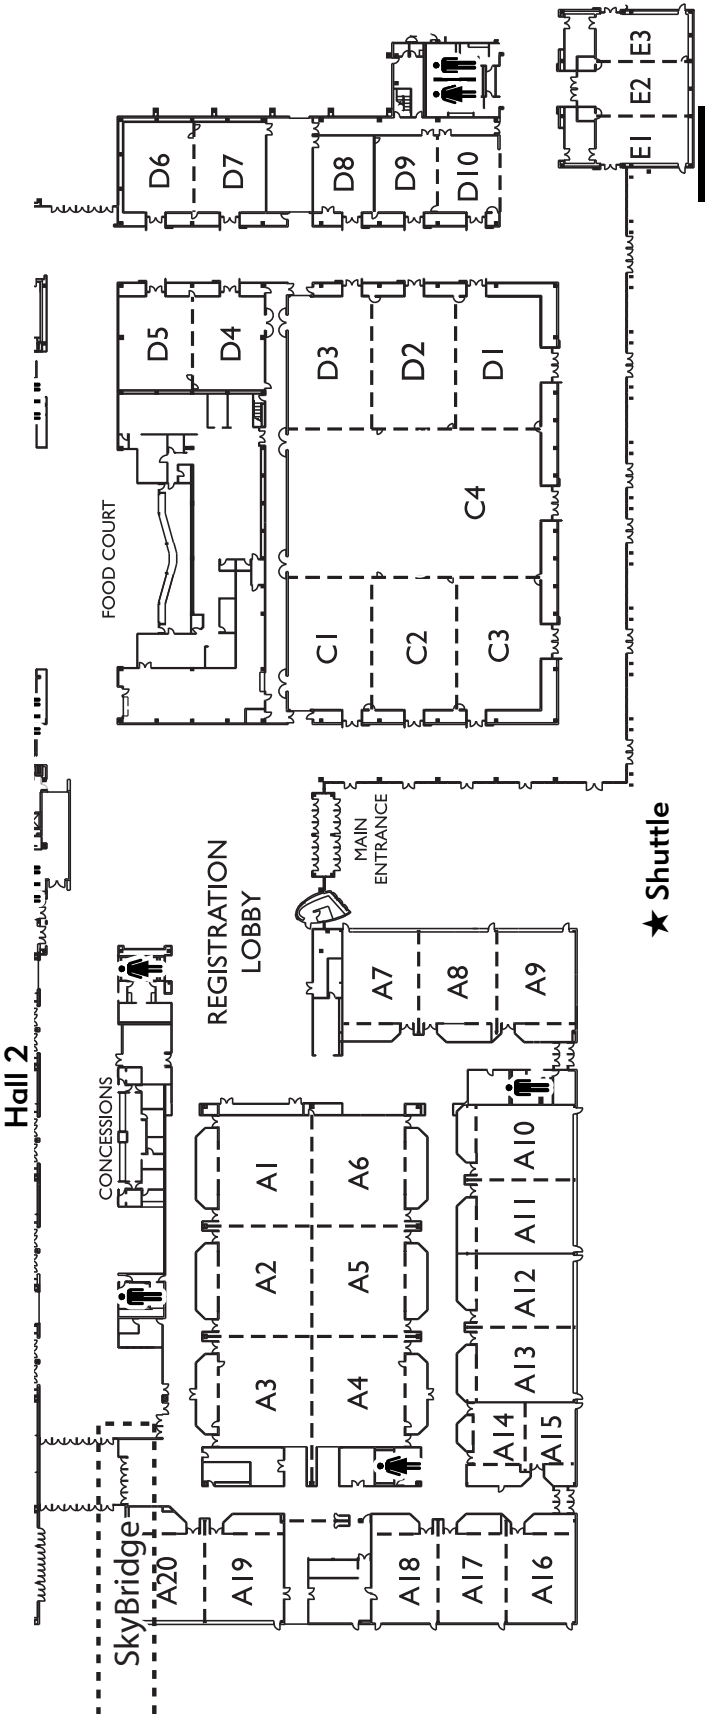 Hall 2
SkyBridge
CONCESSIONS
FOOD COURT
REGISTRATION
LOBBY
MAIN
ENTRANCE
★ Shuttle
A20
A19
A18
A17
A16
A3
A2
A1
A4
A5
A6
A14
A15
A13
A12
A11
A10
A7
A8
A9
C1
C2
C3
C4
D3
D2
D1
D5
D4
D6
D7
D8
D9
D10
E1
E2
E3